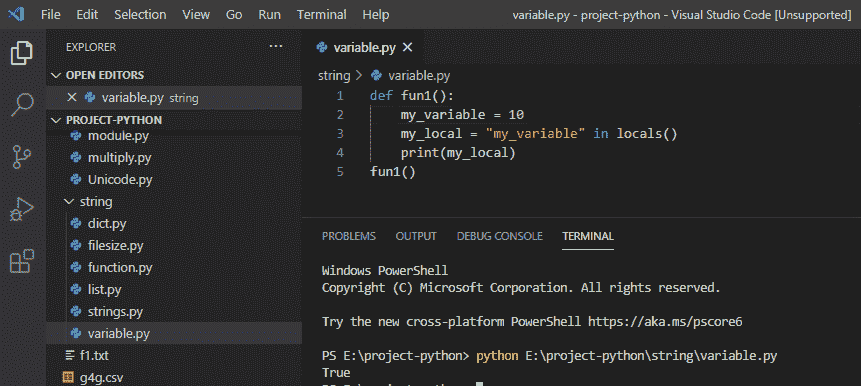 File Edit Selection View Go Run Terminal Help variable.py - project-python - Visual Studio Code [Unsupported]
EXPLORER
OPEN EDITORS
variable.py string
PROJECT-PYTHON
module.py
multiply.py
Unicode.py
string
dict.py
filesize.py
function.py
list.py
strings.py
variable.py
f1.txt
g4g.csv
variable.py
string > variable.py
1 def fun1():
2 my_variable = 10
3 my_local = "my_variable" in locals()
4 print(my_local)
5 fun1()
PROBLEMS OUTPUT DEBUG CONSOLE TERMINAL
Windows PowerShell
Copyright (C) Microsoft Corporation. All rights reserved.
Try the new cross-platform PowerShell https://aka.ms/pscore6
PS E:\project-python> python E:\project-python\string\variable.py
True